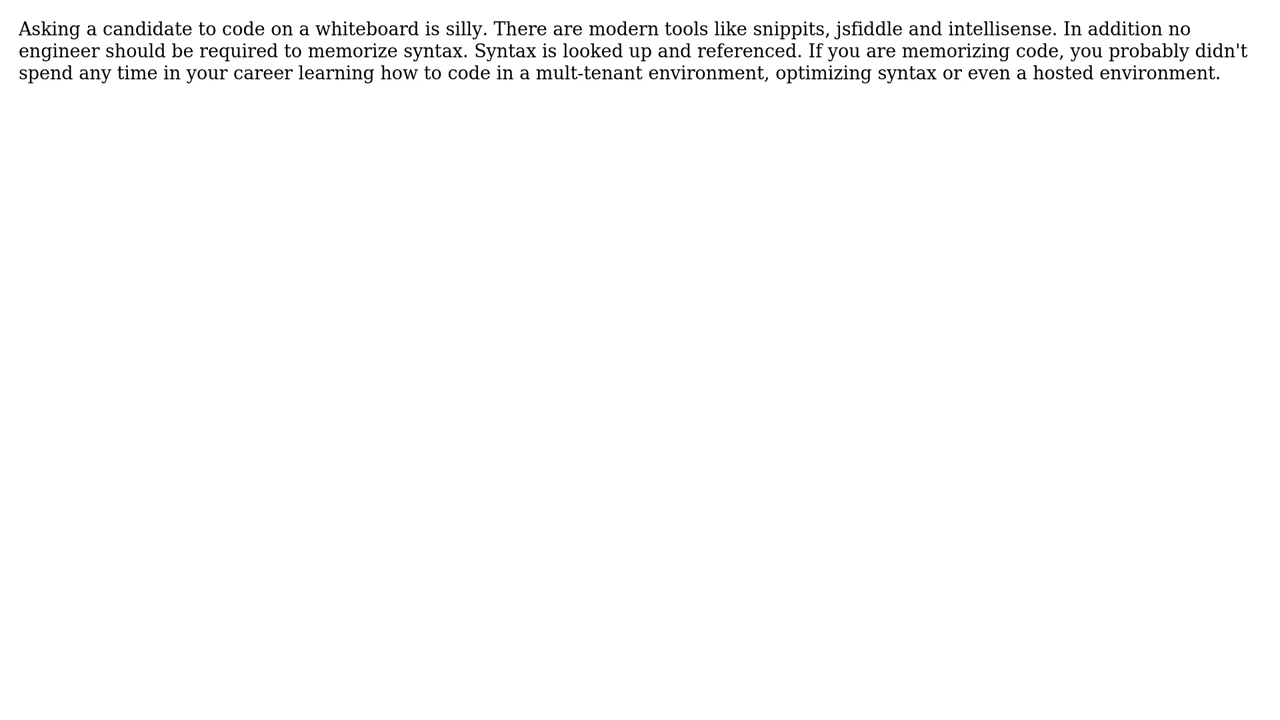 Asking a candidate to code on a whiteboard is silly. There are modern tools like snippits, jsfiddle and intellisense. In addition no
engineer should be required to memorize syntax. Syntax is looked up and referenced. If you are memorizing code, you probably didn't
spend any time in your career learning how to code in a mult-tenant environment, optimizing syntax or even a hosted environment.